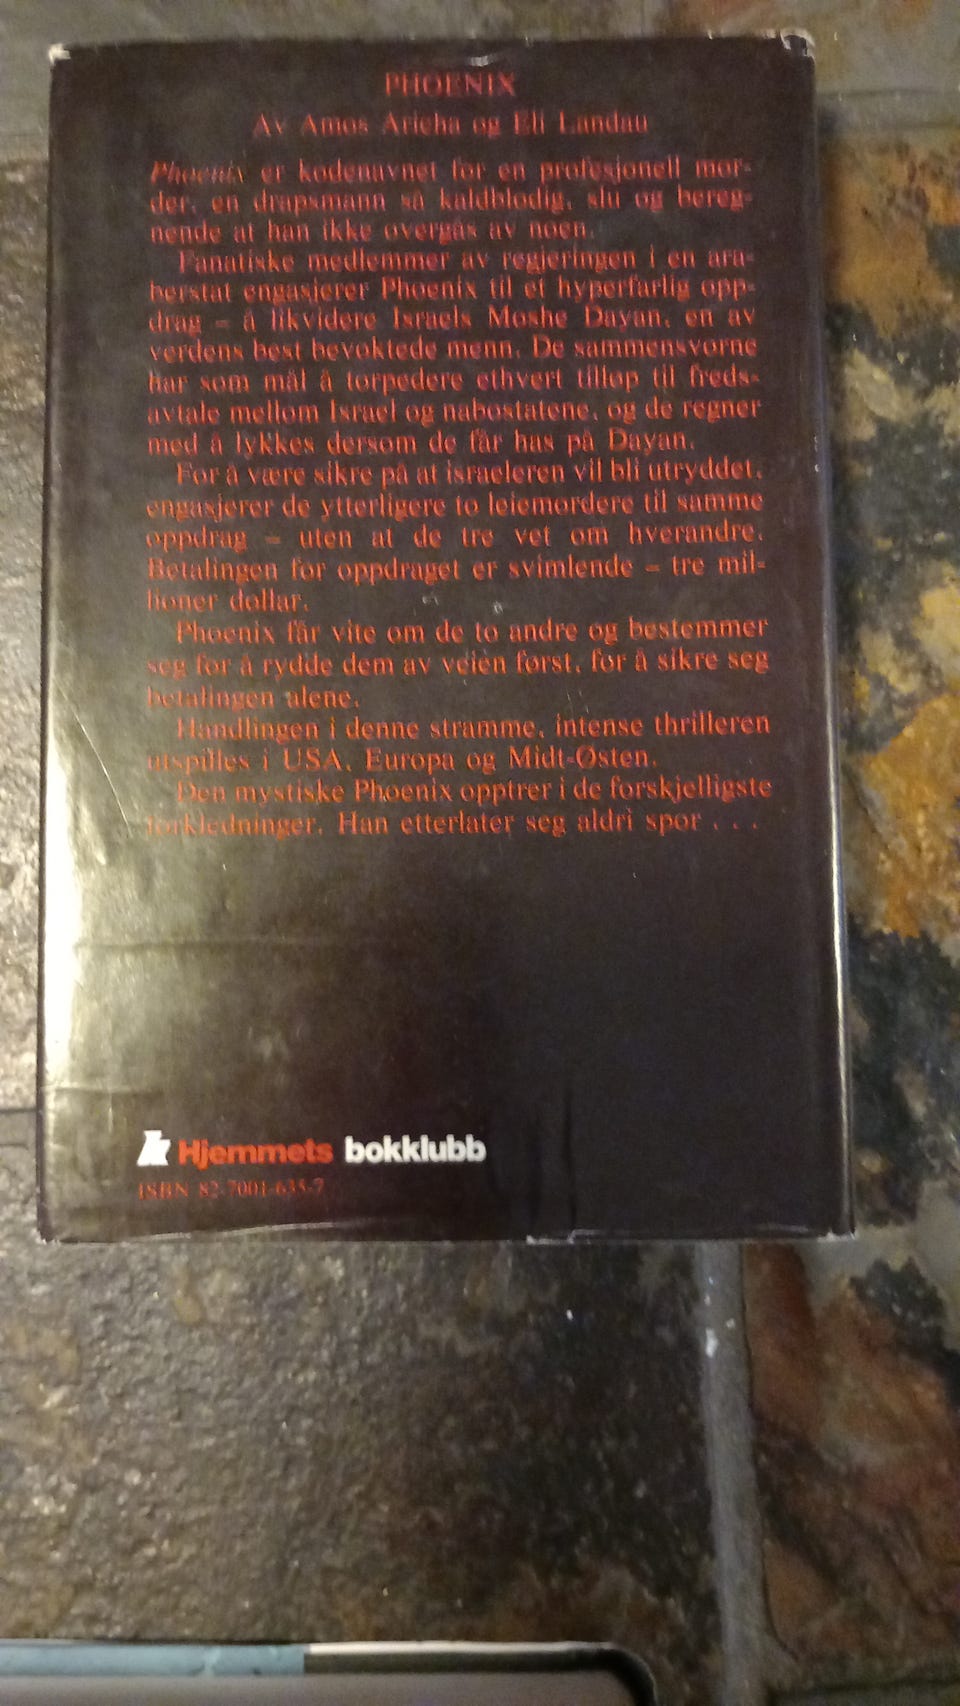 PHOENIX
Av Amos Aricha og Eli Landau
Phoenix er kodenavnet for en profesjonell mor-
der, en drapsmann så kaldblodig, slu og bereg-
nende at han ikke overgås av noen.
Fanatiske medlemmer av regjeringen i en ara-
berstat engasjerer Phoenix til et hyperfarlig opp-
drag – å likvidere Israels Moshe Dayan, en av
verdens best bevoktede menn. De sammensvorne
har som mål å torpedere ethvert tilløp til freds-
avtale mellom Israel og nabostatene, og de regner
med å lykkes dersom de får has på Dayan.
For å være sikre på at israeleren vil bli utryddet,
engasjerer de ytterligere to leiemordere til samme
oppdrag – uten at de tre vet om hverandre.
Betalingen for oppdraget er svimlende – tre mil-
lioner dollar.
Phoenix får vite om de to andre og bestemmer
seg for å rydde dem av veien først, for å sikre seg
betalingen alene.
Handlingen i denne stramme, intense thrilleren
utspilles i USA, Europa og Midt-Østen.
Den mystiske Phoenix opptrer i de forskjelligste
forkledninger. Han etterlater seg aldri spor . . .
Hjemmets bokklubb
ISBN 82-7001-635-7